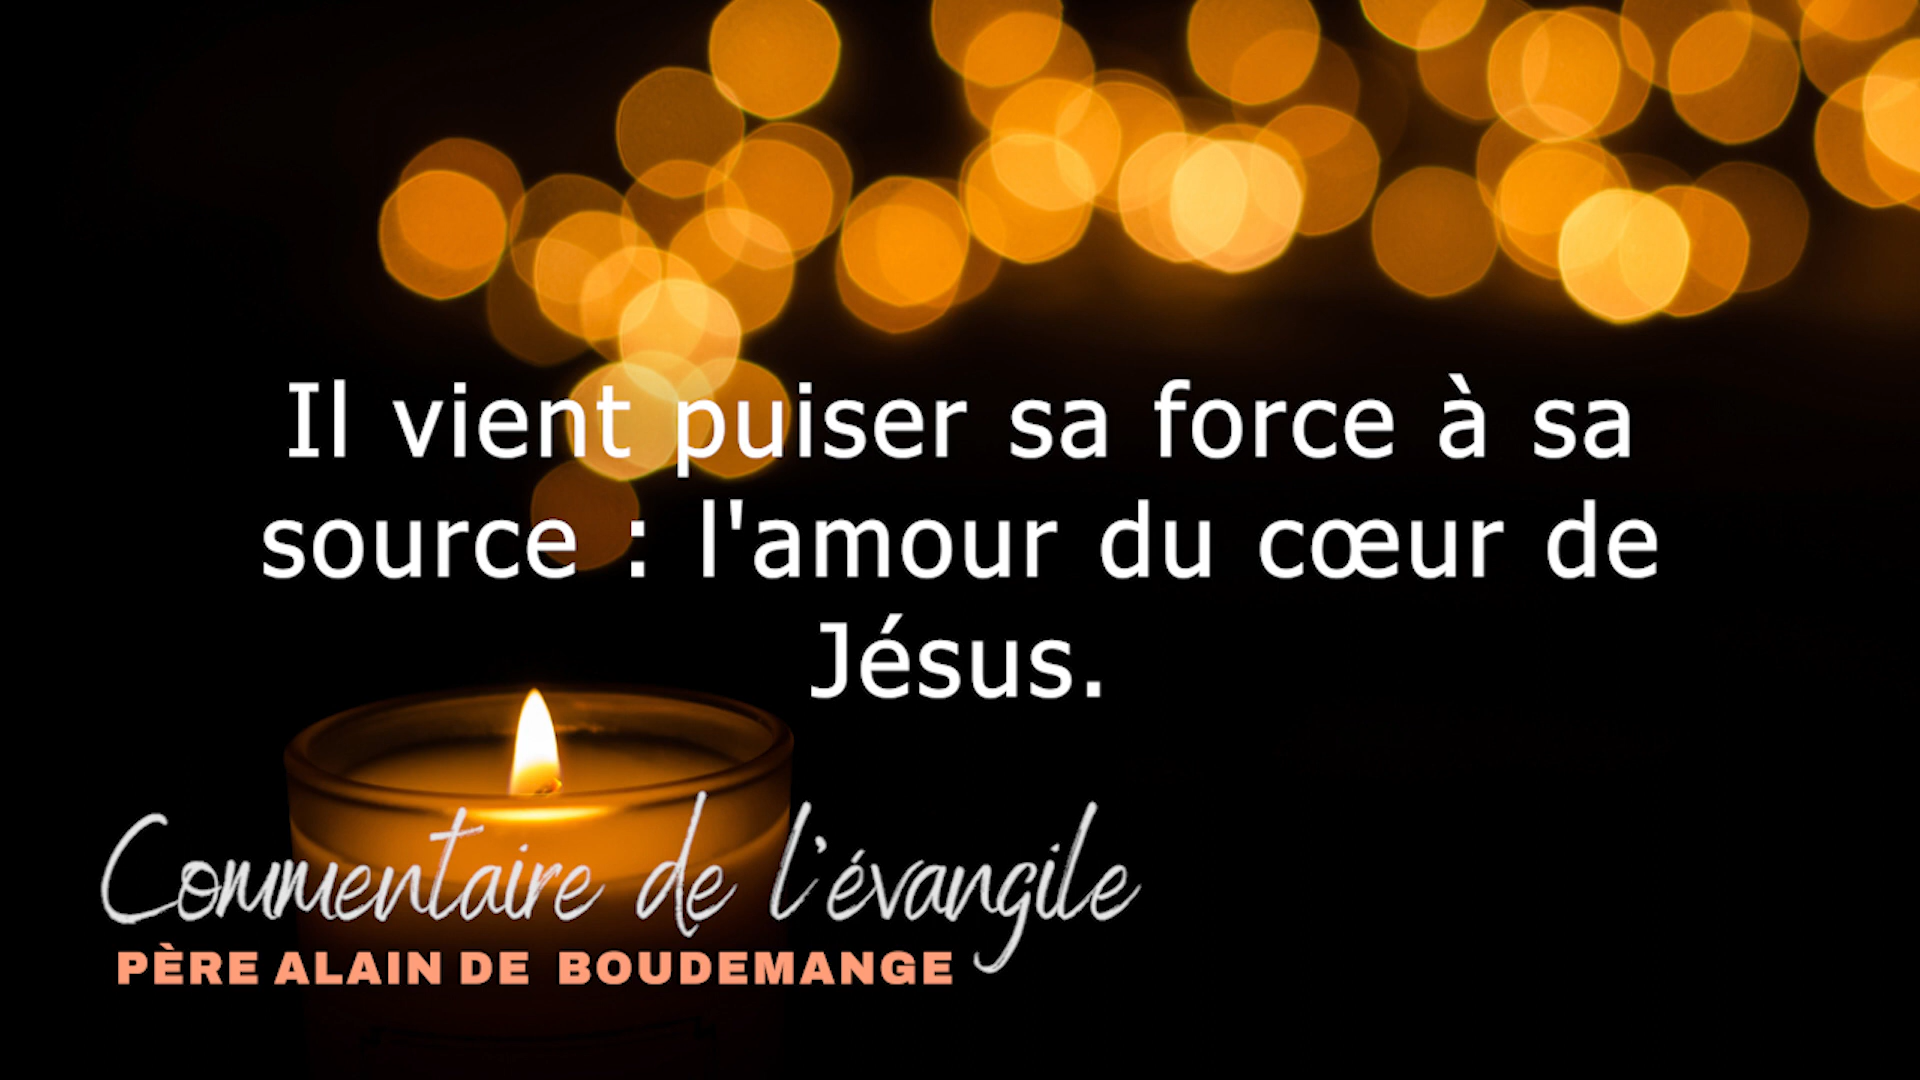 Il vient puiser sa force à sa
source : l'amour du cœur de
Jésus.
Commentaire de l'évangile
PÈRE ALAIN DE BOUDEMANGE